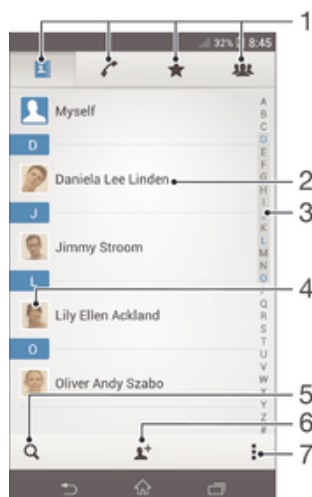 1
32% 8:45
Myself
D
Daniela Lee Linden
2
J
Jimmy Stroom
L
4
Lily Ellen Ackland
O
Oliver Andy Szabo
A
B
C
D
E
F
G
H
I
3
K
L
M
N
O
Q
R
S
T
U
V
W
Y
Z
#
5
6
7